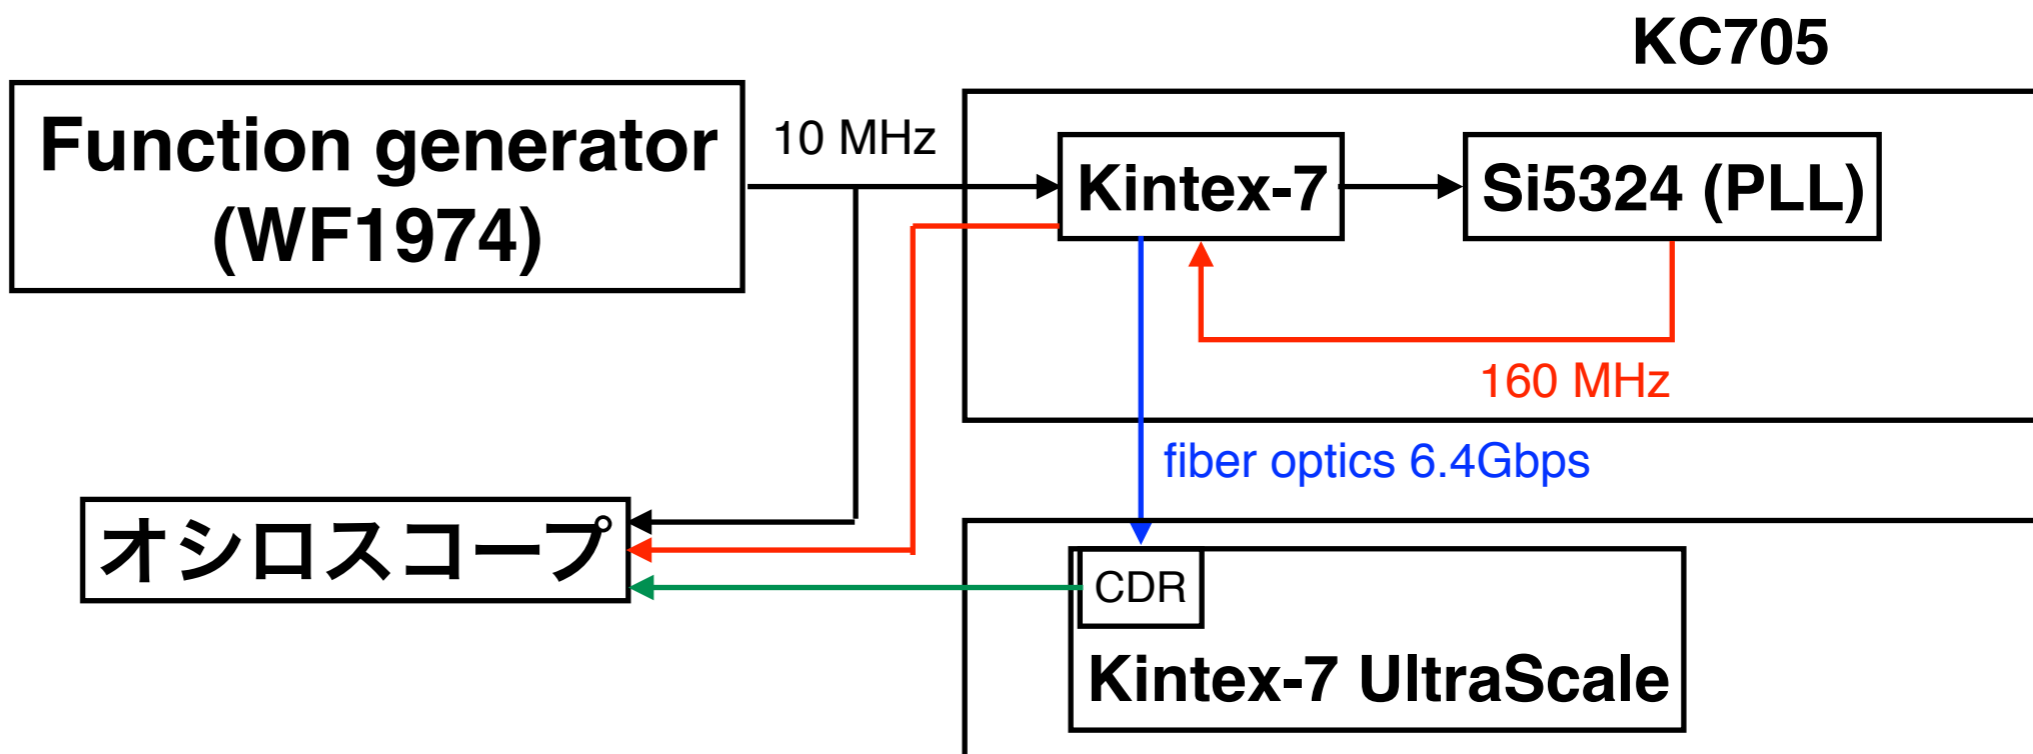 KC705
Function generator
(WF1974)
10 MHz
Kintex-7
Si5324 (PLL)
160 MHz
fiber optics 6.4Gbps
オシロスコープ
CDR
Kintex-7 UltraScale